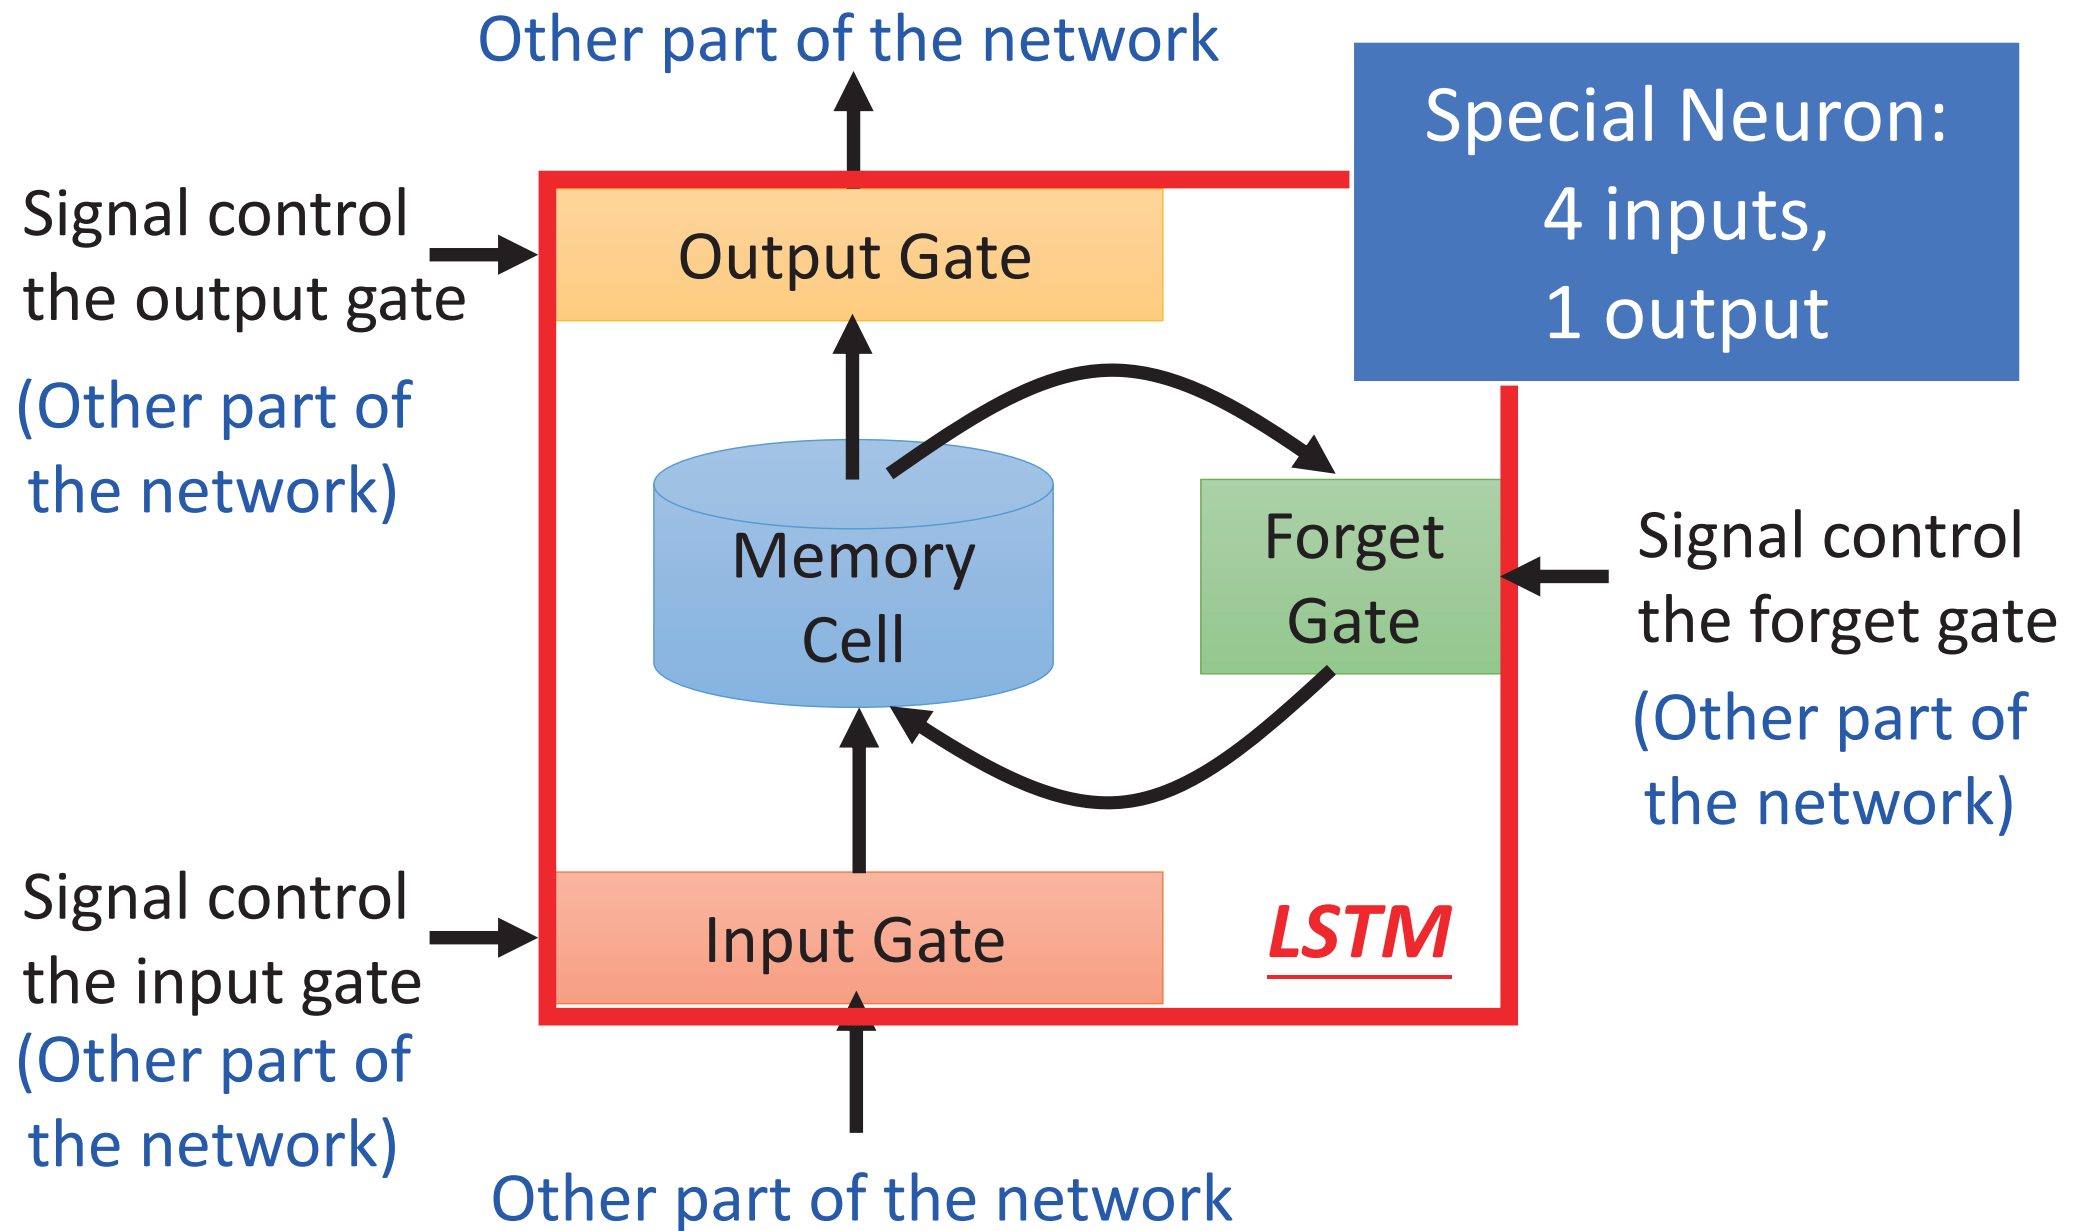 Other part of the network
Special Neuron:
4 inputs,
1 output
Signal control
the output gate
(Other part of
the network)
Output Gate
Memory
Cell
Forget
Gate
Signal control
the forget gate
(Other part of
the network)
Signal control
the input gate
(Other part of
the network)
Input Gate
LSTM
Other part of the network